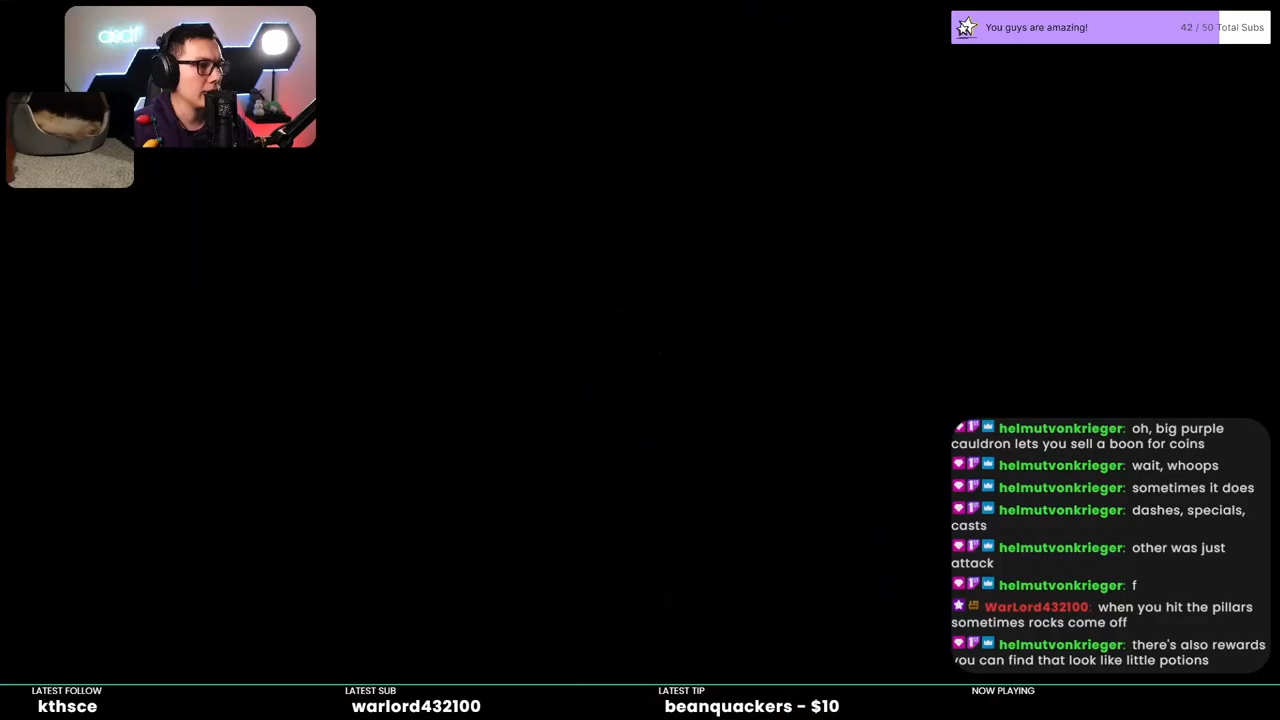 asdf
You guys are amazing! 42 / 50 Total Subs
helmutvonkrieger: oh, big purple
cauldron lets you sell a boon for coins
helmutvonkrieger: wait, whoops
helmutvonkrieger: sometimes it does
helmutvonkrieger: dashes, specials,
casts
helmutvonkrieger: other was just
attack
helmutvonkrieger: f
WarLord432100: when you hit the pillars
sometimes rocks come off
helmutvonkrieger: there's also rewards
you can find that look like little potions
LATEST FOLLOW
kthsce
LATEST SUB
warlord432100
LATEST TIP
beanquackers - $10
NOW PLAYING